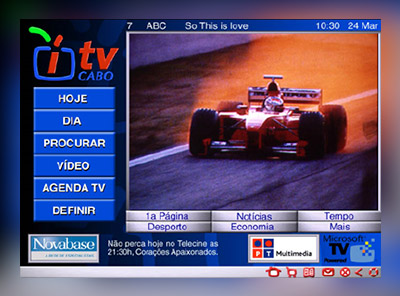 7 ABC So This is love 10:30 24 Mar
itv
CABO
HOJE
DIA
PROCURAR
VÍDEO
AGENDA TV
DEFINIR
1a Página Notícias Tempo
Desporto Economia Mais
Novabase
Não perca hoje no Telecine as
21:30h, Corações Apaixonados.
PT Multimedia
Microsoft
TV
Powered